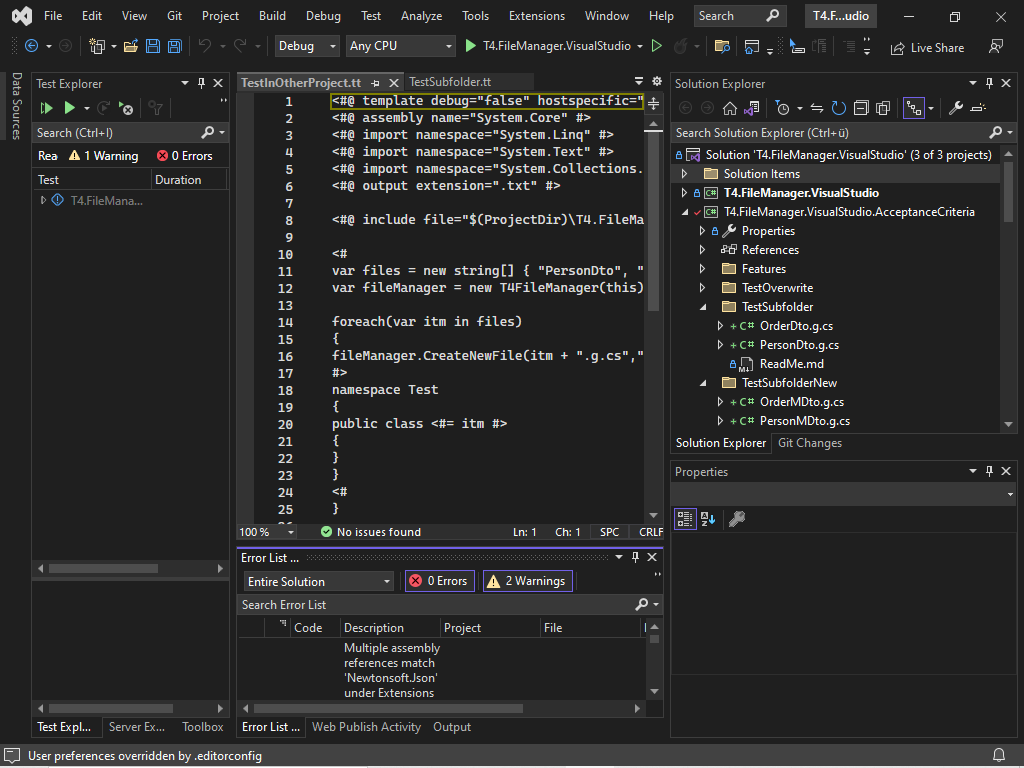 File Edit View Git Project Build Debug Test Analyze Tools Extensions Window Help Search T4.F...udio
Debug Any CPU T4.FileManager.VisualStudio Live Share
Data Sources
Test Explorer
Search (Ctrl+I)
Rea 1 Warning 0 Errors
Test Duration
T4.FileMana...
Test Expl... Server Ex... Toolbox
TestInOtherProject.tt TestSubfolder.tt
1 <#@ template debug="false" hostspecific="
2 <#@ assembly name="System.Core" #>
3 <#@ import namespace="System.Linq" #>
4 <#@ import namespace="System.Text" #>
5 <#@ import namespace="System.Collections.
6 <#@ output extension=".txt" #>
7
8 <#@ include file="$(ProjectDir)\T4.FileMa
9
10 <#
11 var files = new string[] { "PersonDto", "
12 var fileManager = new T4FileManager(this)
13
14 foreach(var itm in files)
15 {
16 fileManager.CreateNewFile(itm + ".g.cs","
17 #>
18 namespace Test
19 {
20 public class <#= itm #>
21 {
22 }
23 }
24 <#
25 }
100 % No issues found Ln: 1 Ch: 1 SPC CRLF
Error List ...
Entire Solution 0 Errors 2 Warnings
Search Error List
Code Description Project File
Multiple assembly
references match
'Newtonsoft.Json'
under Extensions
Error List ... Web Publish Activity Output
Solution Explorer
Search Solution Explorer (Ctrl+ü)
Solution 'T4.FileManager.VisualStudio' (3 of 3 projects)
Solution Items
T4.FileManager.VisualStudio
T4.FileManager.VisualStudio.AcceptanceCriteria
Properties
References
Features
TestOverwrite
TestSubfolder
C# OrderDto.g.cs
C# PersonDto.g.cs
ReadMe.md
TestSubfolderNew
C# OrderMDto.g.cs
C# PersonMDto.g.cs
Solution Explorer Git Changes
Properties
User preferences overridden by .editorconfig